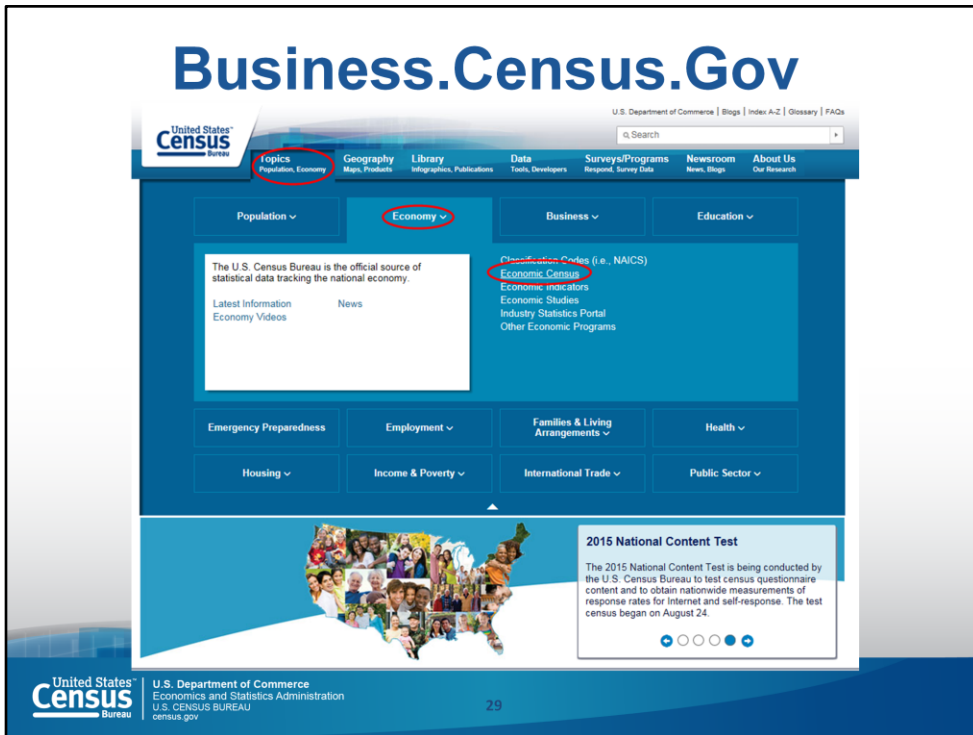 Business.Census.Gov
U.S. Department of Commerce | Blogs | Index A-Z | Glossary | FAQs
United States™
Census
Bureau
Search
Topics
Population, Economy
Geography
Maps, Products
Library
Infographics, Publications
Data
Tools, Developers
Surveys/Programs
Respond, Survey Data
Newsroom
News, Blogs
About Us
Our Research
Population
Economy
Business
Education
The U.S. Census Bureau is the official source of
statistical data tracking the national economy.
Latest Information
News
Economy Videos
Classification Codes (i.e., NAICS)
Economic Census
Economic Indicators
Economic Studies
Industry Statistics Portal
Other Economic Programs
Emergency Preparedness
Employment
Families & Living
Arrangements
Health
Housing
Income & Poverty
International Trade
Public Sector
2015 National Content Test
The 2015 National Content Test is being conducted by
the U.S. Census Bureau to test census questionnaire
content and to obtain nationwide measurements of
response rates for Internet and self-response. The test
census began on August 24.
United States™
Census
Bureau
U.S. Department of Commerce
Economics and Statistics Administration
U.S. CENSUS BUREAU
census.gov
29